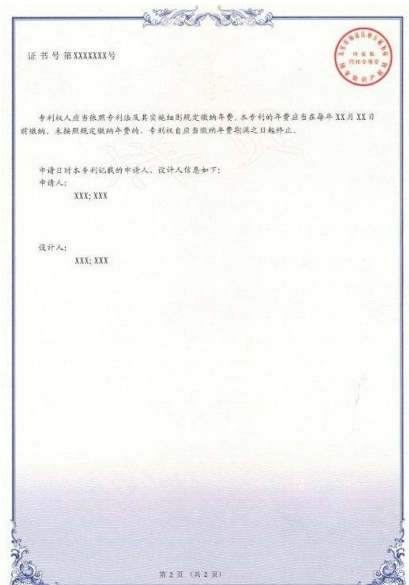 证书号第XXXXXXX号
专利权人应当依照专利法及其实施细则规定缴纳年费。本专利的年费应当在每年XX月XX日
前缴纳。未按照规定缴纳年费的，专利权自应当缴纳年费期满之日起终止。
申请日时本专利记载的申请人、设计人信息如下：
申请人：
XXX; XXX
设计人：
XXX; XXX
第 2 页 (共 2 页)